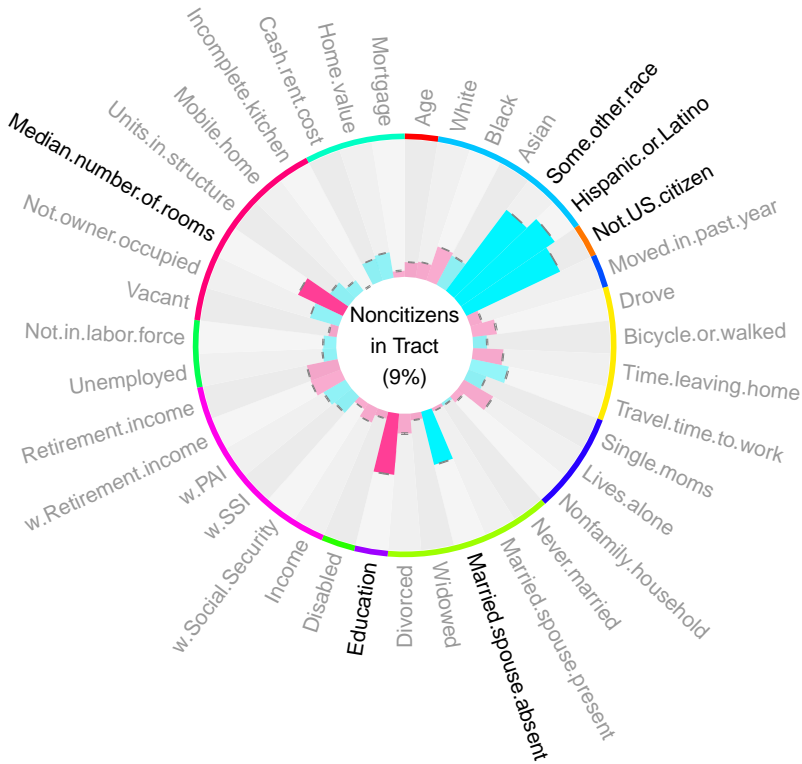 Noncitizens
in Tract
(9%)
Age
White
Black
Asian
Some.other.race
Hispanic.or.Latino
Not.US.citizen
Moved.in.past.year
Drove
Bicycle.or.walked
Time.leaving.home
Travel.time.to.work
Single.moms
Lives.alone
Nonfamily.household
Never.married
Married.spouse.present
Married.spouse.absent
Widowed
Divorced
Education
Disabled
Income
w.Social.Security
w.SSI
w.PAI
w.Retirement.income
Retirement.income
Unemployed
Not.in.labor.force
Vacant
Not.owner.occupied
Median.number.of.rooms
Units.in.structure
Mobile.home
Incomplete.kitchen
Cash.rent.cost
Home.value
Mortgage